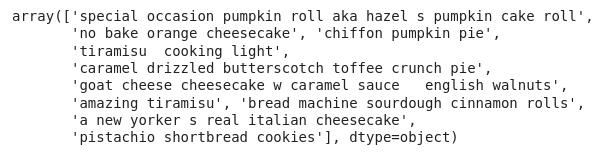 array(['special occasion pumpkin roll aka hazel s pumpkin cake roll',
       'no bake orange cheesecake', 'chiffon pumpkin pie',
       'tiramisu  cooking light',
       'caramel drizzled butterscotch toffee crunch pie',
       'goat cheese cheesecake w caramel sauce   english walnuts',
       'amazing tiramisu', 'bread machine sourdough cinnamon rolls',
       'a new yorker s real italian cheesecake',
       'pistachio shortbread cookies'], dtype=object)